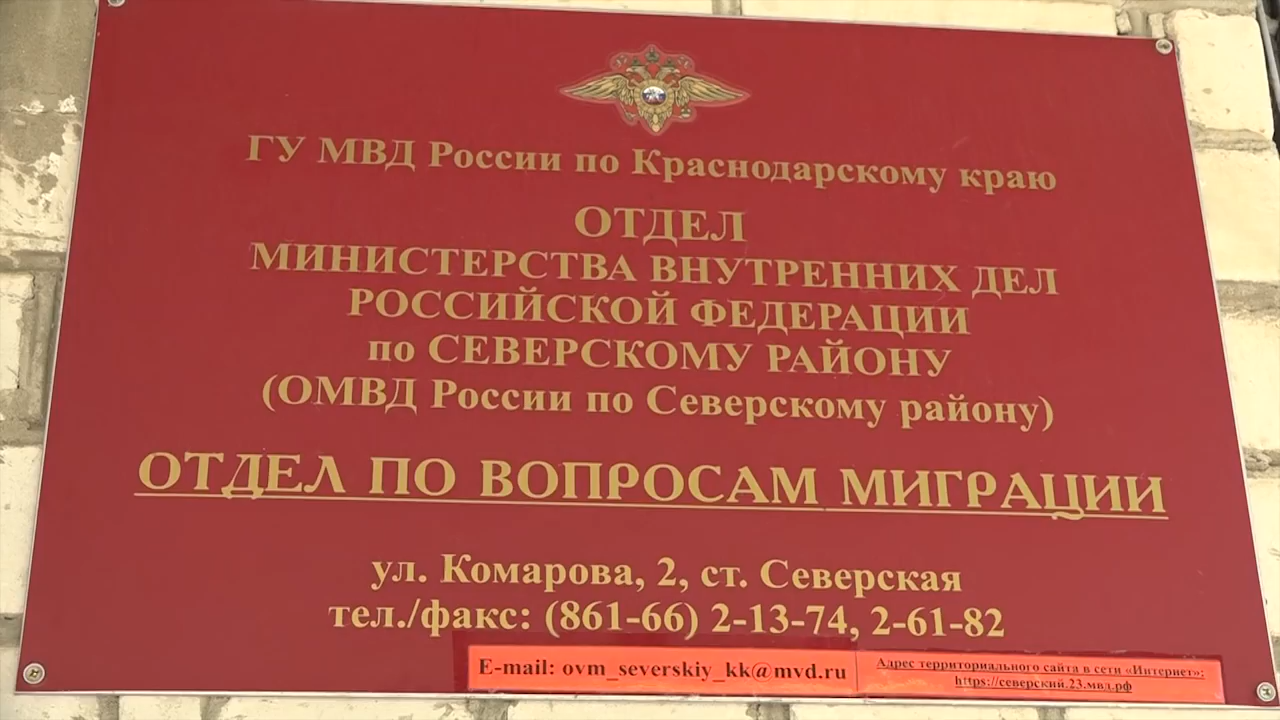 ГУ МВД России по Краснодарскому краю
ОТДЕЛ
МИНИСТЕРСТВА ВНУТРЕННИХ ДЕЛ
РОССИЙСКОЙ ФЕДЕРАЦИИ
по СЕВЕРСКОМУ РАЙОНУ
(ОМВД России по Северскому району)
ОТДЕЛ ПО ВОПРОСАМ МИГРАЦИИ
ул. Комарова, 2, ст. Северская
тел./факс: (861-66) 2-13-74, 2-61-82
E-mail: ovm_severskiy_kk@mvd.ru
Адрес территориального сайта в сети «Интернет»:
https://северский.23.мвд.рф